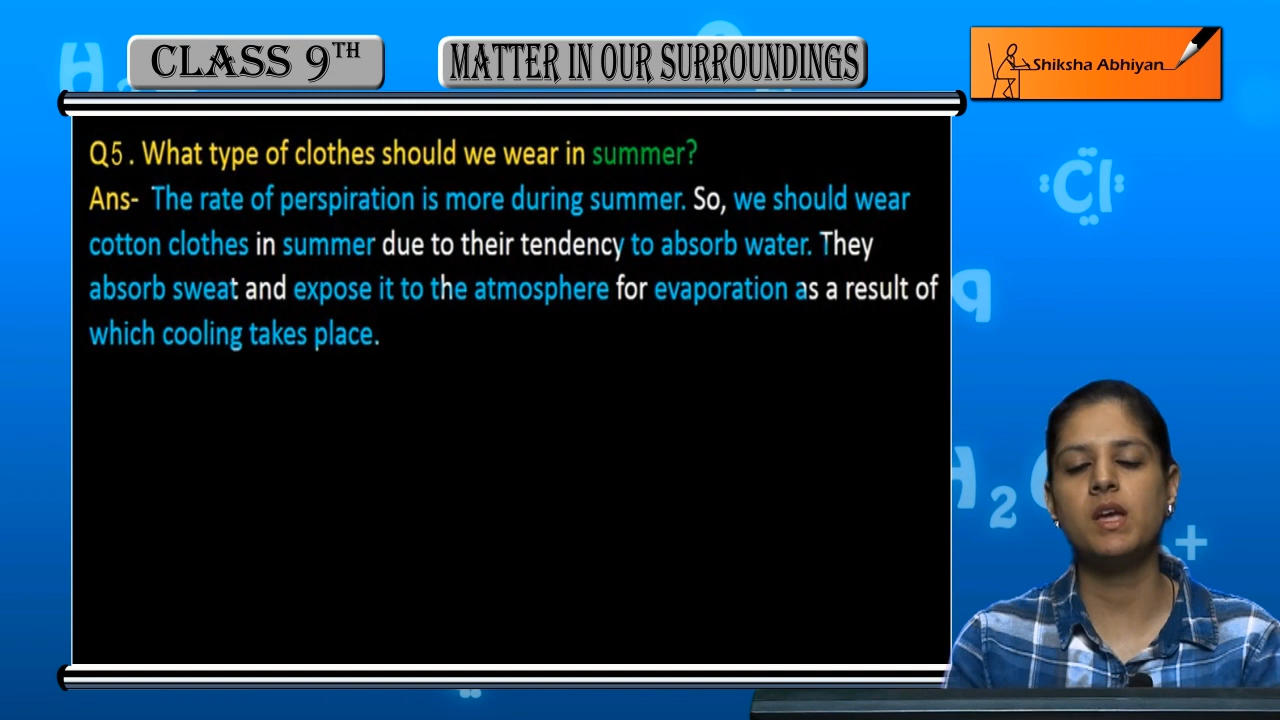 CLASS 9TH
MATTER IN OUR SURROUNDINGS
Shiksha Abhiyan
Q5. What type of clothes should we wear in summer?
Ans- The rate of perspiration is more during summer. So, we should wear
cotton clothes in summer due to their tendency to absorb water. They
absorb sweat and expose it to the atmosphere for evaporation as a result of
which cooling takes place.
:Cl:
q
H2
+